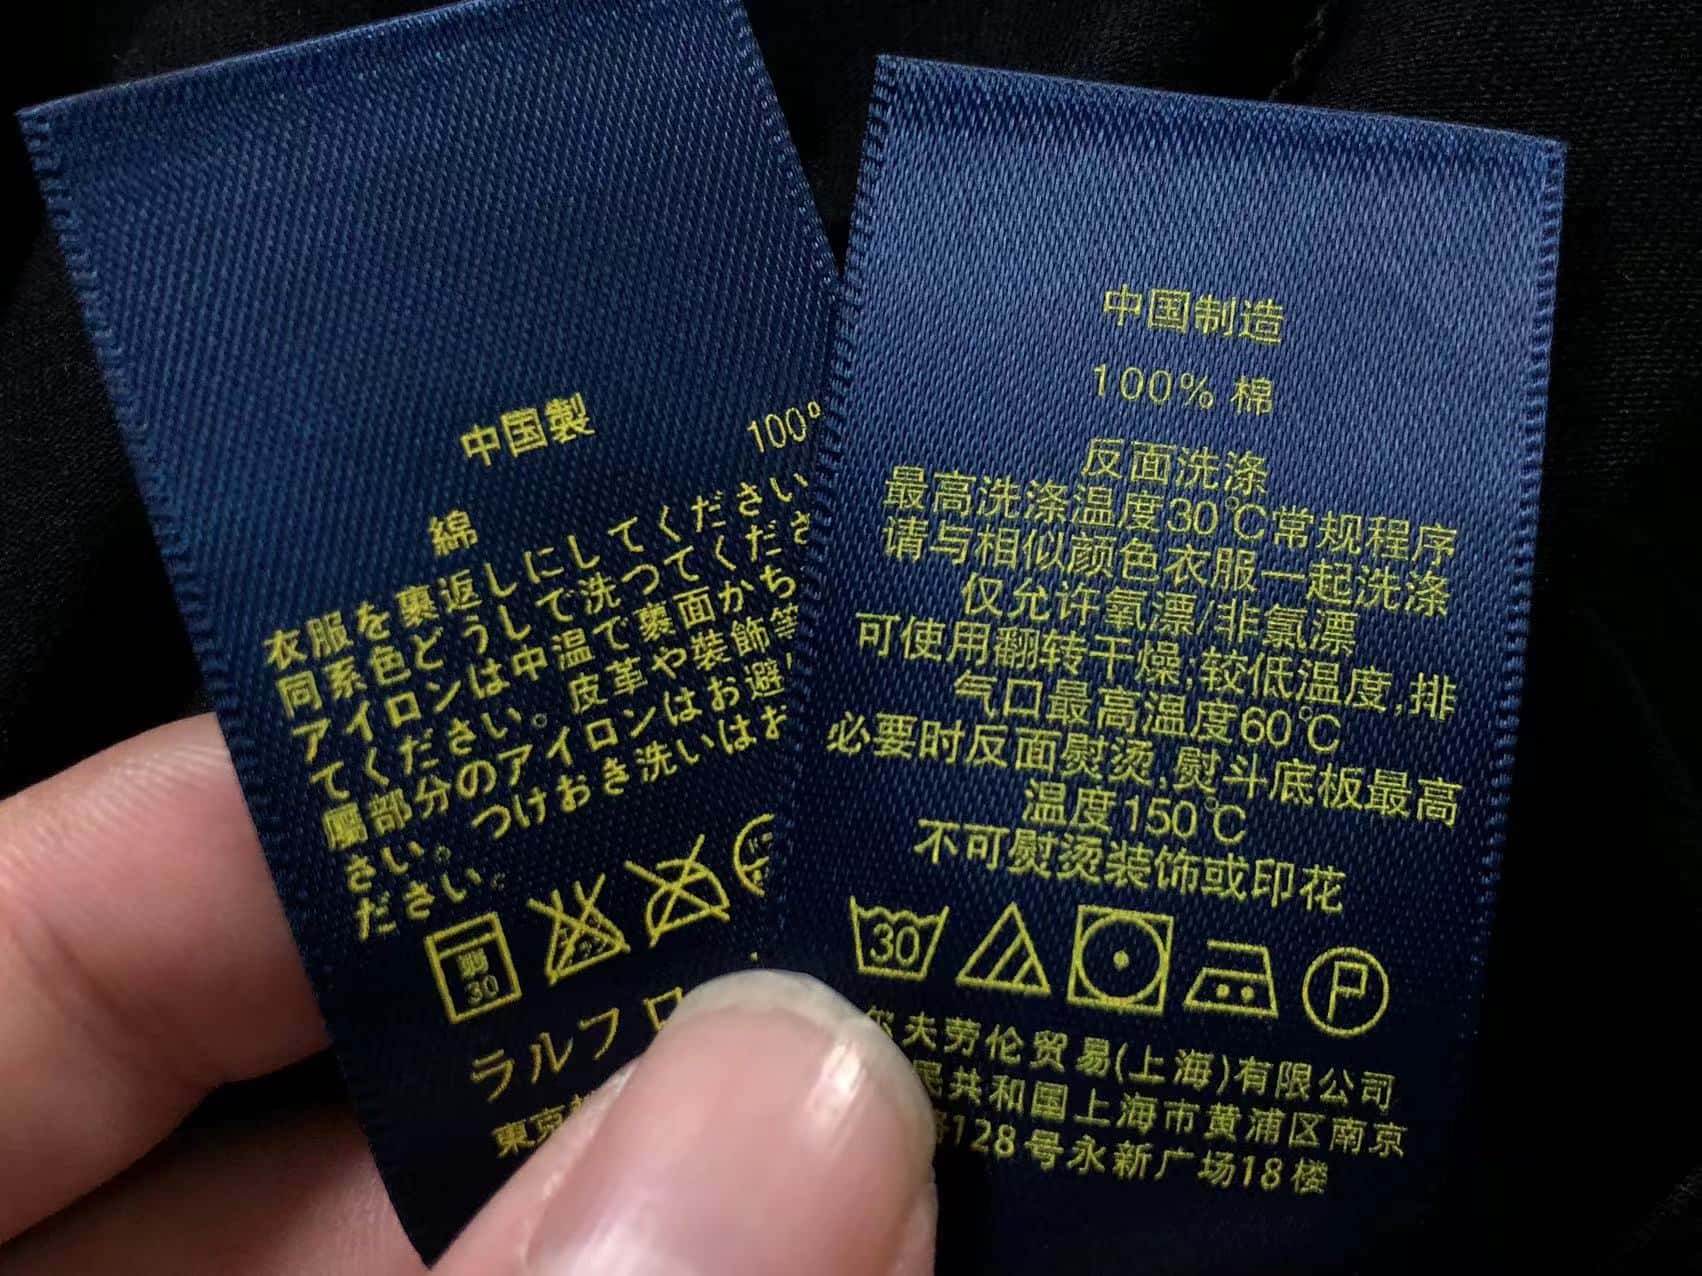 中国製
100%
綿
衣服を裏返しにしてください
同系色どうしで洗つてくださ
アイロンは中温で裏面から
てください。皮革や装飾等
属部分のアイロンはお避
さい。つけおき洗いはお
ださい。
30
ラルフロ
東京
中国制造
100% 棉
反面洗涤
最高洗涤温度30℃常规程序
请与相似颜色衣服一起洗涤
仅允许氧漂/非氯漂
可使用翻转干燥;较低温度,排
气口最高温度60℃
必要时反面熨烫,熨斗底板最高
温度150℃
不可熨烫装饰或印花
30
P
尔夫劳伦贸易(上海)有限公司
民共和国上海市黄浦区南京
128号永新广场18楼